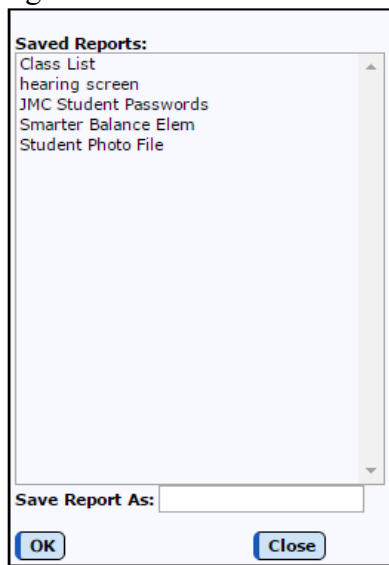 Saved Reports:
Class List
hearing screen
JMC Student Passwords
Smarter Balance Elem
Student Photo File
Save Report As:
OK Close